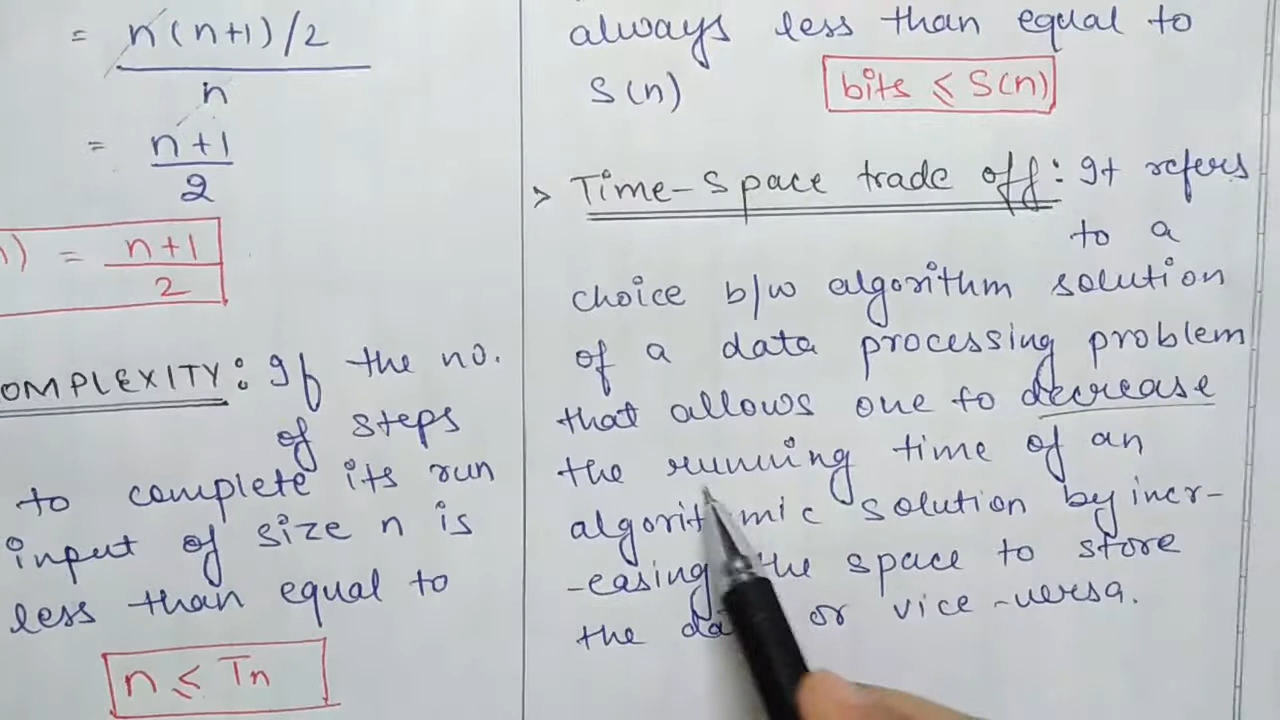 = n(n+1)/2
n
= n+1
2
) = n+1
2
OMPLEXITY: If the no.
of steps
to complete its run
input of size n is
less than equal to
n ≤ Tn
always less than equal to
S(n) bits ≤ S(n)
> Time-Space trade off: It refers
to a
choice b/w algorithm solution
of a data processing problem
that allows one to decrease
the running time of an
algorit mic solution by incr-
-easing the space to store
the da or vice-versa.